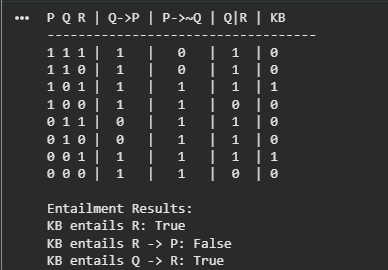 ••• P Q R | Q->P | P->~Q | Q|R | KB
-----------------------------------
1 1 1 | 1 | 0 | 1 | 0
1 1 0 | 1 | 0 | 1 | 0
1 0 1 | 1 | 1 | 1 | 1
1 0 0 | 1 | 1 | 0 | 0
0 1 1 | 0 | 1 | 1 | 0
0 1 0 | 0 | 1 | 1 | 0
0 0 1 | 1 | 1 | 1 | 1
0 0 0 | 1 | 1 | 0 | 0
Entailment Results:
KB entails R: True
KB entails R -> P: False
KB entails Q -> R: True